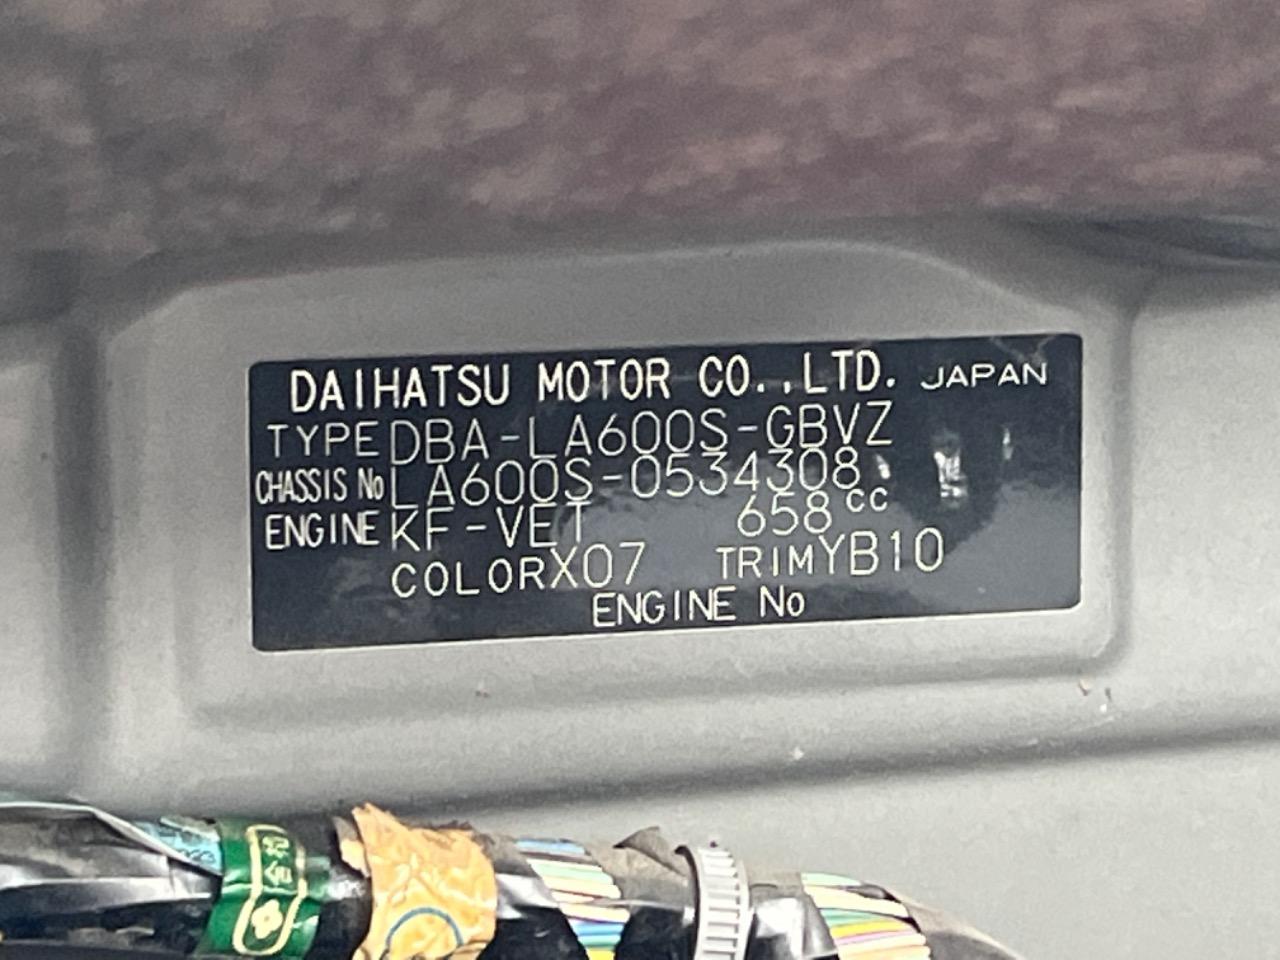 DAIHATSU MOTOR CO.,LTD. JAPAN
TYPE DBA-LA600S-GBVZ
CHASSIS No LA600S-0534308
ENGINE KF-VET 658cc
COLOR X07 TRIM YB10
ENGINE No